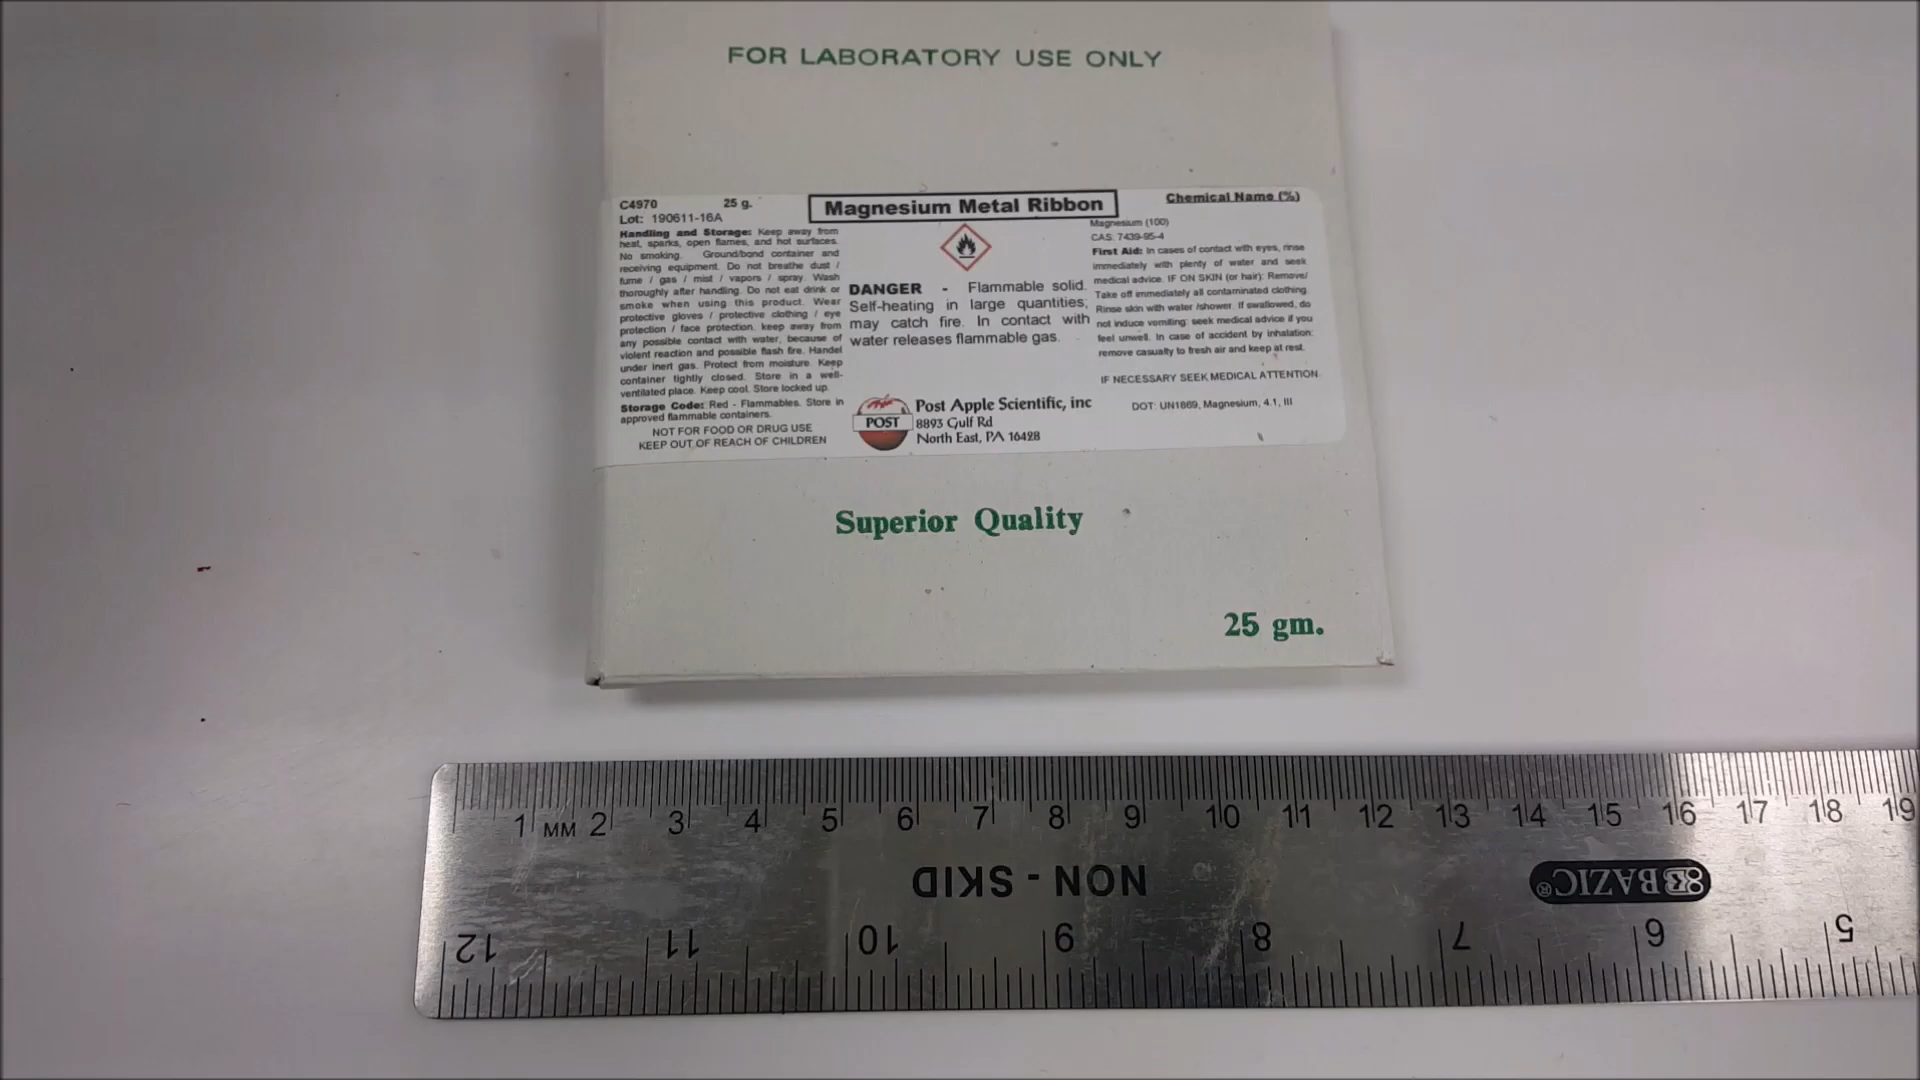 FOR LABORATORY USE ONLY
C4970 25 g.
Lot: 190611-16A
Handling and Storage: Keep away from
heat, sparks, open flames, and hot surfaces.
No smoking. Ground/bond container and
receiving equipment. Do not breathe dust /
fume / gas / mist / vapors / spray. Wash
thoroughly after handling. Do not eat drink or
smoke when using this product. Wear
protective gloves / protective clothing / eye
protection / face protection. keep away from
any possible contact with water, because of
violent reaction and possible flash fire. Handel
under inert gas. Protect from moisture. Keep
container tightly closed. Store in a well-
ventilated place. Keep cool. Store locked up.
Storage Code: Red - Flammables. Store in
approved flammable containers.
NOT FOR FOOD OR DRUG USE
KEEP OUT OF REACH OF CHILDREN
Magnesium Metal Ribbon
DANGER - Flammable solid.
Self-heating in large quantities;
may catch fire. In contact with
water releases flammable gas.
POST
Post Apple Scientific, inc
8893 Gulf Rd
North East, PA 16428
Chemical Name (%)
Magnesium (100)
CAS: 7439-95-4
First Aid: In cases of contact with eyes, rinse
immediately with plenty of water and seek
medical advice. IF ON SKIN (or hair): Remove/
Take off immediately all contaminated clothing.
Rinse skin with water /shower. If swallowed, do
not induce vomiting: seek medical advice if you
feel unwell. In case of accident by inhalation:
remove casualty to fresh air and keep at rest.
IF NECESSARY SEEK MEDICAL ATTENTION
DOT: UN1869, Magnesium, 4.1, III
Superior Quality
25 gm.
1 MM 2 3 4 5 6 7 8 9 10 11 12 13 14 15 16 17 18 19
NON - SKID
BAZIC®
12 11 10 9 8 7 6 5